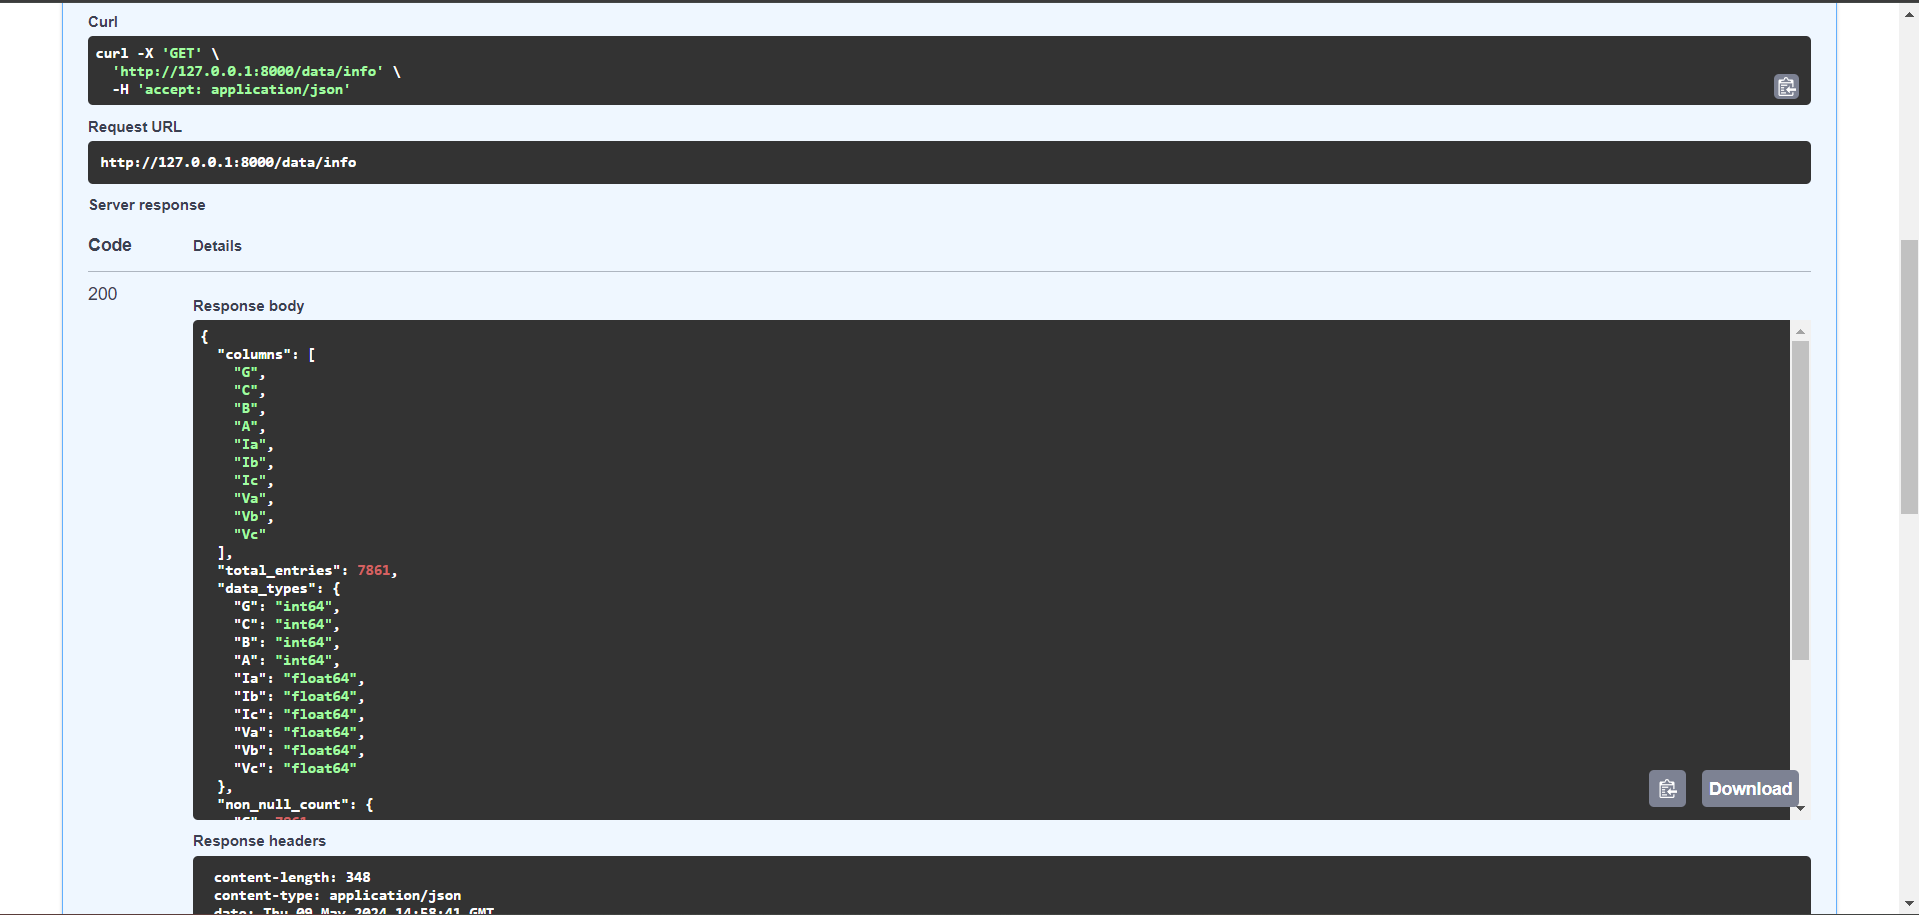 Curl
curl -X 'GET' \
  'http://127.0.0.1:8000/data/info' \
  -H 'accept: application/json'
Request URL
http://127.0.0.1:8000/data/info
Server response
Code Details
200
Response body
{
  "columns": [
    "G",
    "C",
    "B",
    "A",
    "Ia",
    "Ib",
    "Ic",
    "Va",
    "Vb",
    "Vc"
  ],
  "total_entries": 7861,
  "data_types": {
    "G": "int64",
    "C": "int64",
    "B": "int64",
    "A": "int64",
    "Ia": "float64",
    "Ib": "float64",
    "Ic": "float64",
    "Va": "float64",
    "Vb": "float64",
    "Vc": "float64"
  },
  "non_null_count": {
Download
Response headers
content-length: 348
content-type: application/json
date: Thu,09 May 2024 14:58:41 GMT